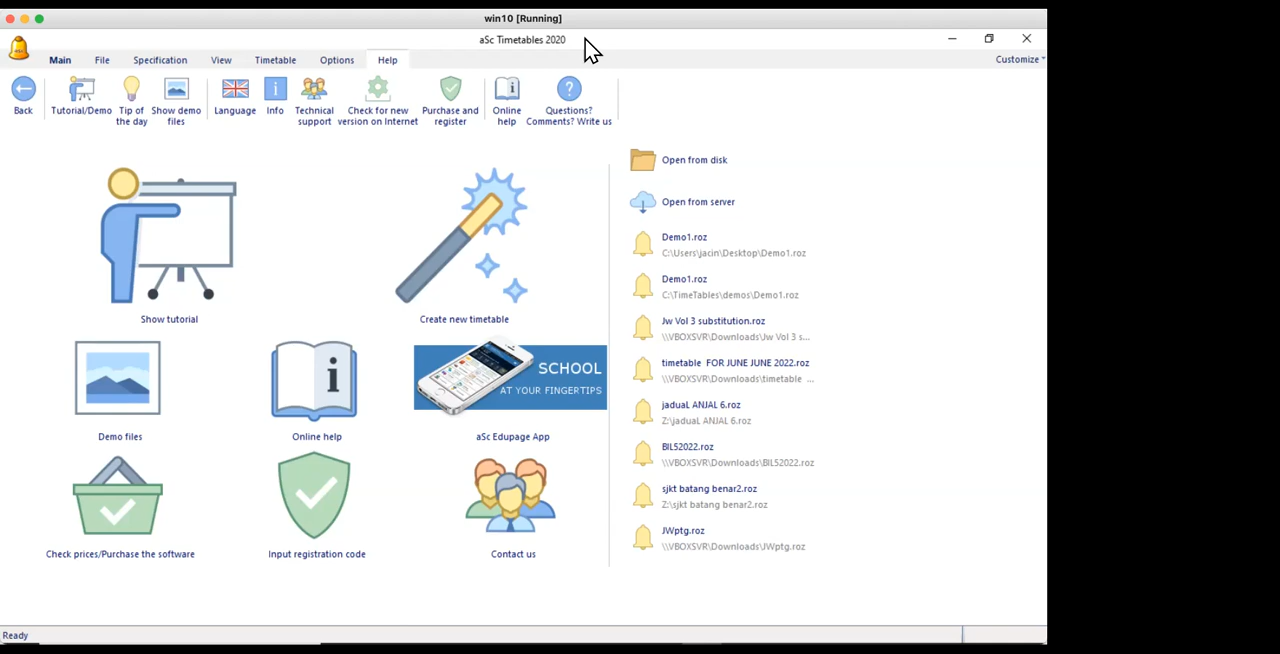 win10 [Running]
aSc Timetables 2020
Main File Specification View Timetable Options Help
Customize
Back
Tutorial/Demo
Tip of
the day
Show demo
files
Language
Info
Technical
support
Check for new
version on Internet
Purchase and
register
Online
help
Questions?
Comments? Write us
Show tutorial
Create new timetable
Demo files
Online help
SCHOOL
AT YOUR FINGERTIPS
aSc Edupage App
Check prices/Purchase the software
Input registration code
Contact us
Open from disk
Open from server
Demo1.roz
C:\Users\jacin\Desktop\Demo1.roz
Demo1.roz
C:\TimeTables\demos\Demo1.roz
Jw Vol 3 substitution.roz
\\VBOXSVR\Downloads\Jw Vol 3 s...
timetable  FOR JUNE JUNE 2022.roz
\\VBOXSVR\Downloads\timetable  ...
jaduaL ANJAL 6.roz
Z:\jaduaL ANJAL 6.roz
BIL52022.roz
\\VBOXSVR\Downloads\BIL52022.roz
sjkt batang benar2.roz
Z:\sjkt batang benar2.roz
JWptg.roz
\\VBOXSVR\Downloads\JWptg.roz
Ready